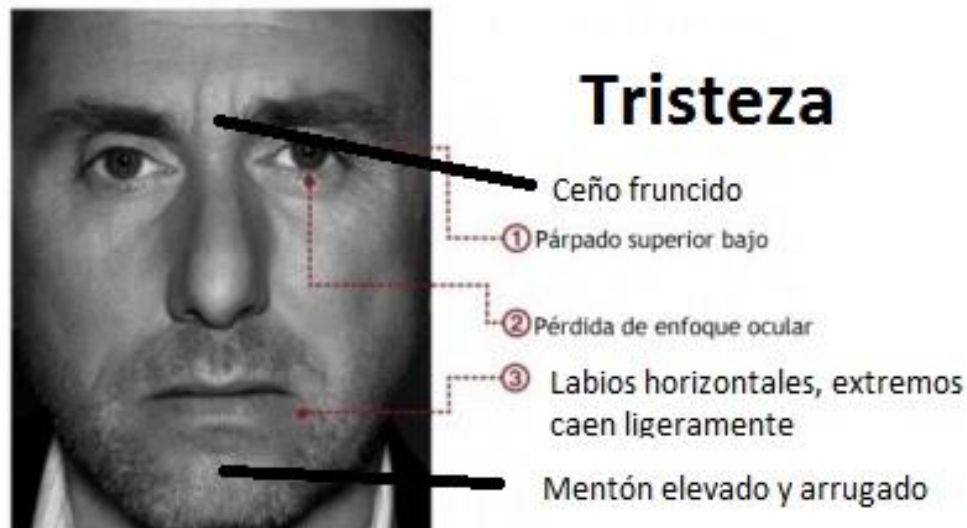 Tristeza
Ceño fruncido
1 Párpado superior bajo
2 Pérdida de enfoque ocular
3 Labios horizontales, extremos
caen ligeramente
Mentón elevado y arrugado